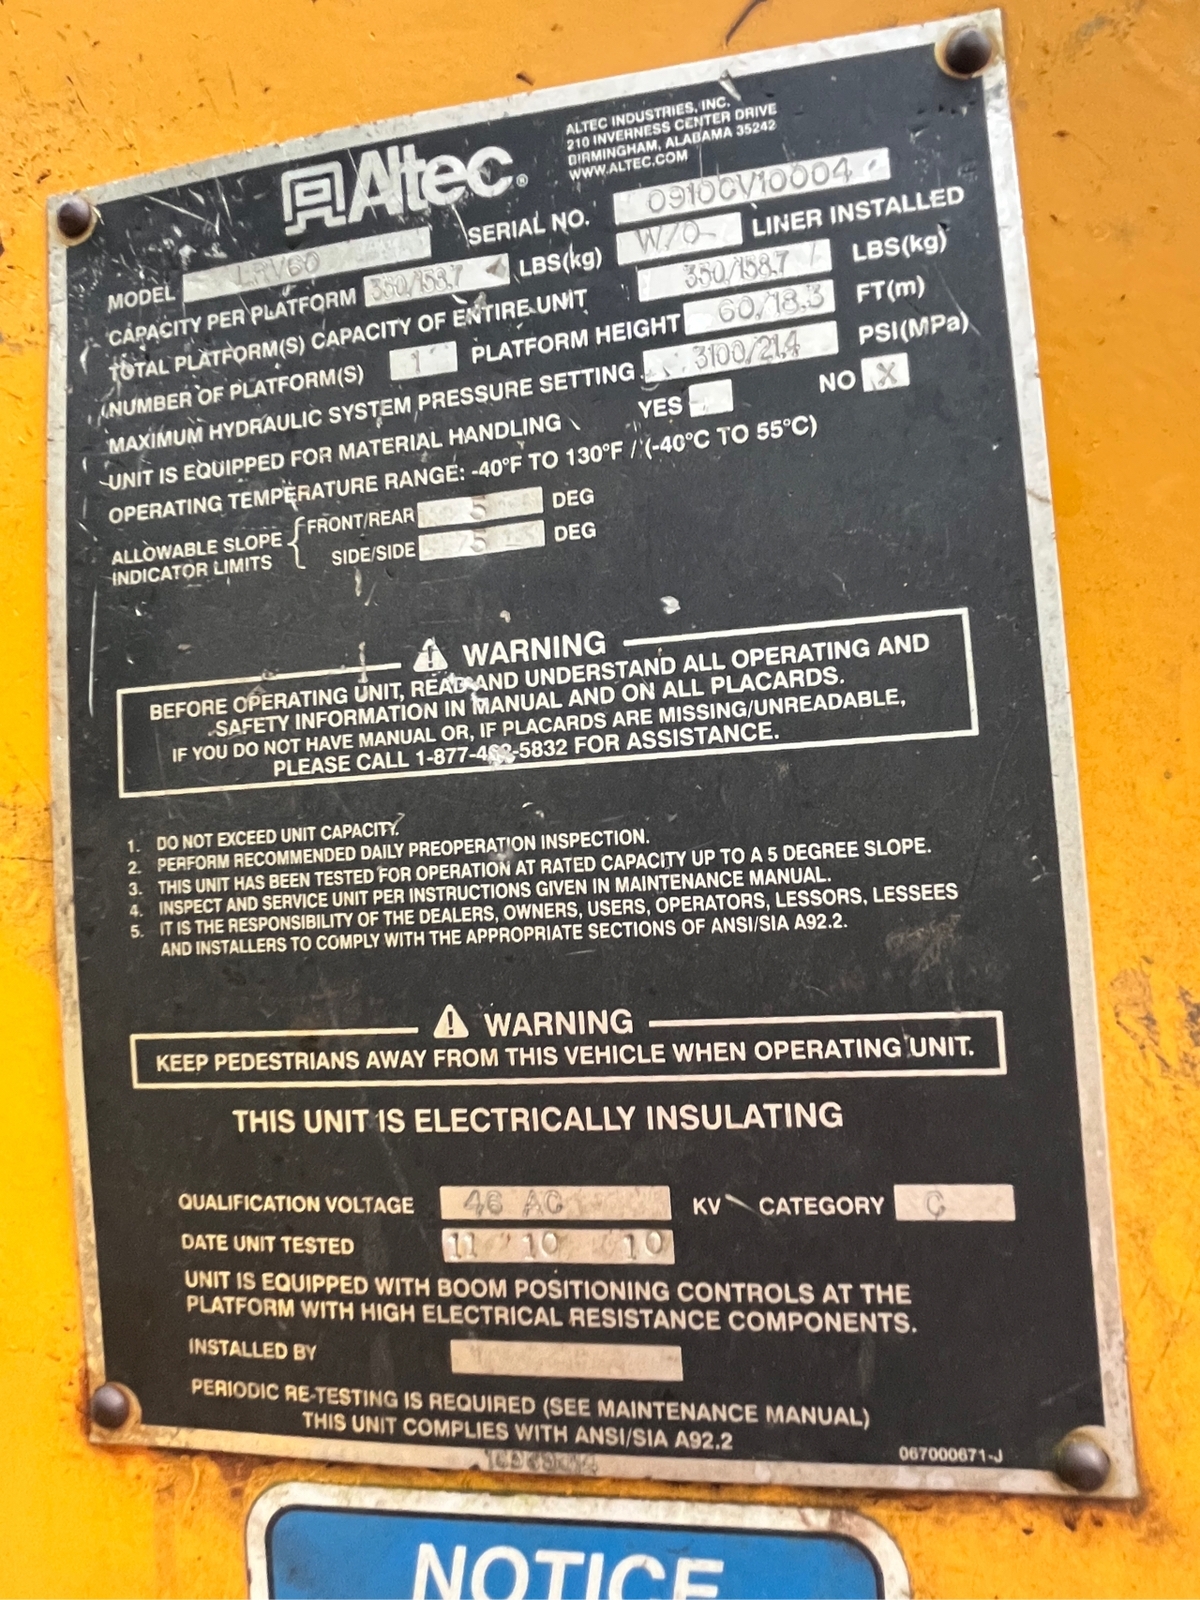 Altec®
ALTEC INDUSTRIES, INC.
210 INVERNESS CENTER DRIVE
BIRMINGHAM, ALABAMA 35242
WWW.ALTEC.COM
MODEL LRV60 SERIAL NO. 0910CV10004
CAPACITY PER PLATFORM 350/158.7 LBS(kg) W/O LINER INSTALLED
TOTAL PLATFORM(S) CAPACITY OF ENTIRE UNIT 350/158.7 LBS(kg)
NUMBER OF PLATFORM(S) 1 PLATFORM HEIGHT 60/18.3 FT(m)
MAXIMUM HYDRAULIC SYSTEM PRESSURE SETTING 3100/21.4 PSI(MPa)
UNIT IS EQUIPPED FOR MATERIAL HANDLING YES NO X
OPERATING TEMPERATURE RANGE: -40°F TO 130°F / (-40°C TO 55°C)
ALLOWABLE SLOPE INDICATOR LIMITS
FRONT/REAR 5 DEG
SIDE/SIDE 5 DEG
WARNING
BEFORE OPERATING UNIT, READ AND UNDERSTAND ALL OPERATING AND
SAFETY INFORMATION IN MANUAL AND ON ALL PLACARDS.
IF YOU DO NOT HAVE MANUAL OR, IF PLACARDS ARE MISSING/UNREADABLE,
PLEASE CALL 1-877-462-5832 FOR ASSISTANCE.
1. DO NOT EXCEED UNIT CAPACITY.
2. PERFORM RECOMMENDED DAILY PREOPERATION INSPECTION.
3. THIS UNIT HAS BEEN TESTED FOR OPERATION AT RATED CAPACITY UP TO A 5 DEGREE SLOPE.
4. INSPECT AND SERVICE UNIT PER INSTRUCTIONS GIVEN IN MAINTENANCE MANUAL.
5. IT IS THE RESPONSIBILITY OF THE DEALERS, OWNERS, USERS, OPERATORS, LESSORS, LESSEES
AND INSTALLERS TO COMPLY WITH THE APPROPRIATE SECTIONS OF ANSI/SIA A92.2.
WARNING
KEEP PEDESTRIANS AWAY FROM THIS VEHICLE WHEN OPERATING UNIT.
THIS UNIT IS ELECTRICALLY INSULATING
QUALIFICATION VOLTAGE 46 AC KV CATEGORY C
DATE UNIT TESTED 11 10 10
UNIT IS EQUIPPED WITH BOOM POSITIONING CONTROLS AT THE
PLATFORM WITH HIGH ELECTRICAL RESISTANCE COMPONENTS.
INSTALLED BY
PERIODIC RE-TESTING IS REQUIRED (SEE MAINTENANCE MANUAL)
THIS UNIT COMPLIES WITH ANSI/SIA A92.2
067000671-J
NOTICE